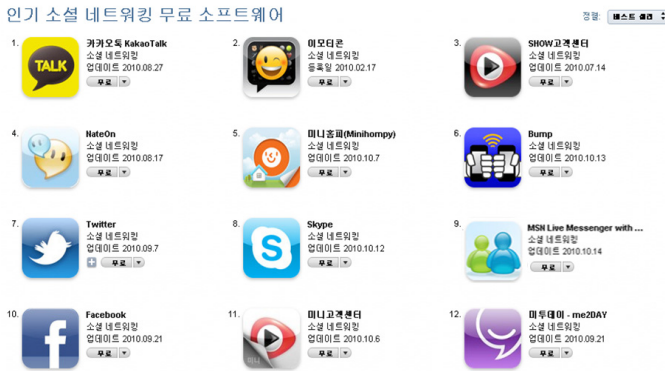 인기 소셜 네트워킹 무료 소프트웨어
정렬: 베스트 셀러
1. 카카오톡 KakaoTalk
소셜 네트워킹
업데이트 2010.08.27
무료
TALK
2. 이모티콘
소셜 네트워킹
등록일 2010.02.17
무료
3. SHOW고객센터
소셜 네트워킹
업데이트 2010.07.14
무료
4. NateOn
소셜 네트워킹
업데이트 2010.08.17
무료
5. 미니홈피(Minihompy)
소셜 네트워킹
업데이트 2010.10.7
무료
6. Bump
소셜 네트워킹
업데이트 2010.10.13
무료
7. Twitter
소셜 네트워킹
업데이트 2010.09.7
무료
8. Skype
소셜 네트워킹
업데이트 2010.10.12
무료
9. MSN Live Messenger with ...
소셜 네트워킹
업데이트 2010.10.14
무료
10. Facebook
소셜 네트워킹
업데이트 2010.09.21
무료
11. 미니고객센터
소셜 네트워킹
업데이트 2010.10.6
무료
미니
12. 미투데이 - me2DAY
소셜 네트워킹
업데이트 2010.09.21
무료